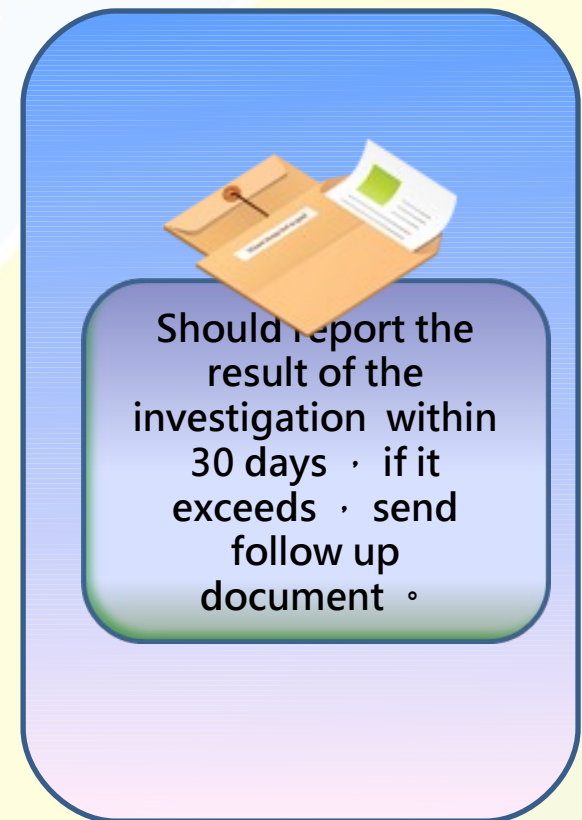 Should report the
result of the
investigation within
30 days , if it
exceeds , send
follow up
document 。